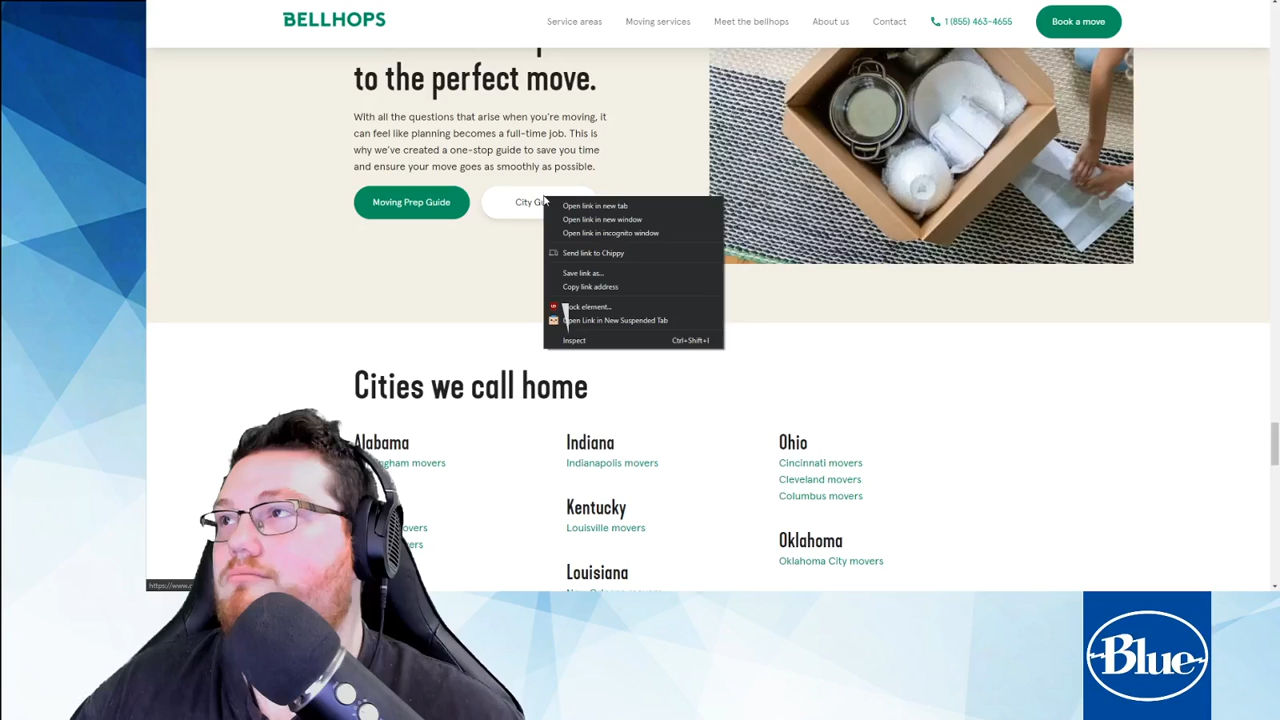 BELLHOPS
Service areas
Moving services
Meet the bellhops
About us
Contact
1 (855) 463-4655
Book a move
to the perfect move.
With all the questions that arise when you're moving, it
can feel like planning becomes a full-time job. This is
why we've created a one-stop guide to save you time
and ensure your move goes as smoothly as possible.
Moving Prep Guide
City
Open link in new tab
Open link in new window
Open link in incognito window
Send link to Chippy
Save link as...
Copy link address
element...
Open Link in New Suspended Tab
Inspect Ctrl+Shift+I
Cities we call home
Alabama
movers
Indiana
Indianapolis movers
Kentucky
Louisville movers
Louisiana
Ohio
Cincinnati movers
Cleveland movers
Columbus movers
Oklahoma
Oklahoma City movers
https://www.c
Blue